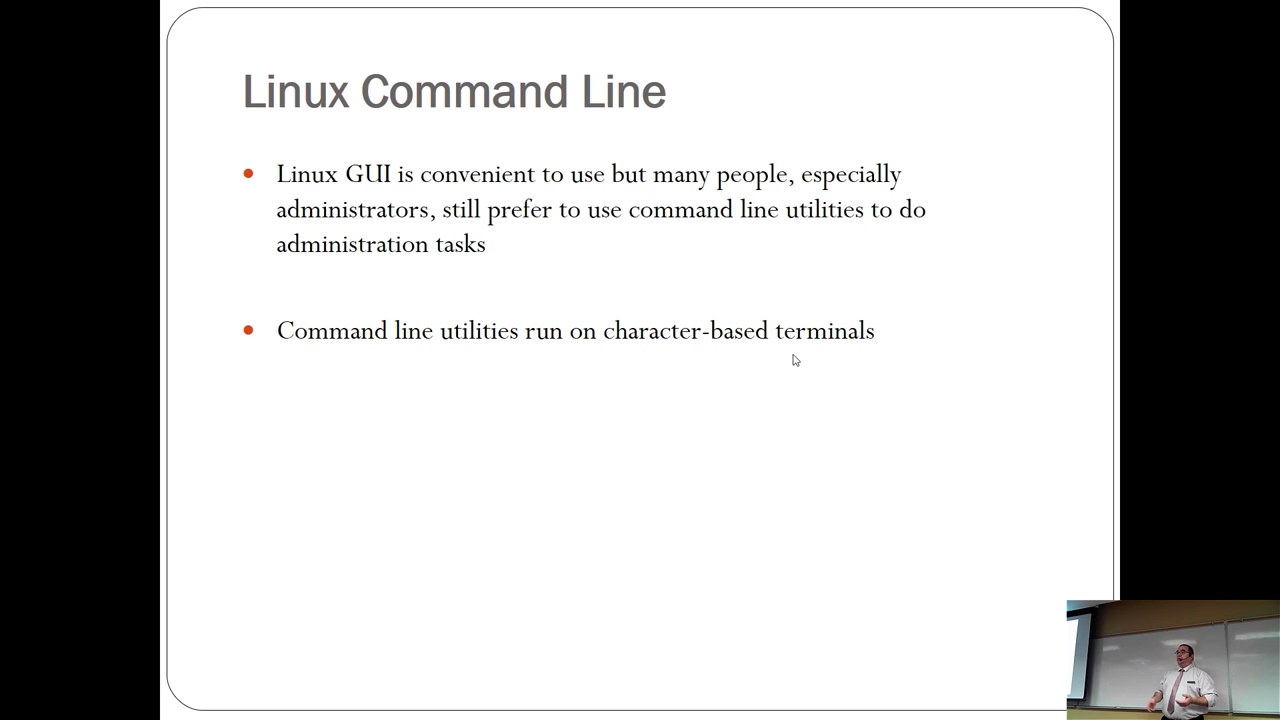 Linux Command Line
Linux GUI is convenient to use but many people, especially
administrators, still prefer to use command line utilities to do
administration tasks
Command line utilities run on character-based terminals